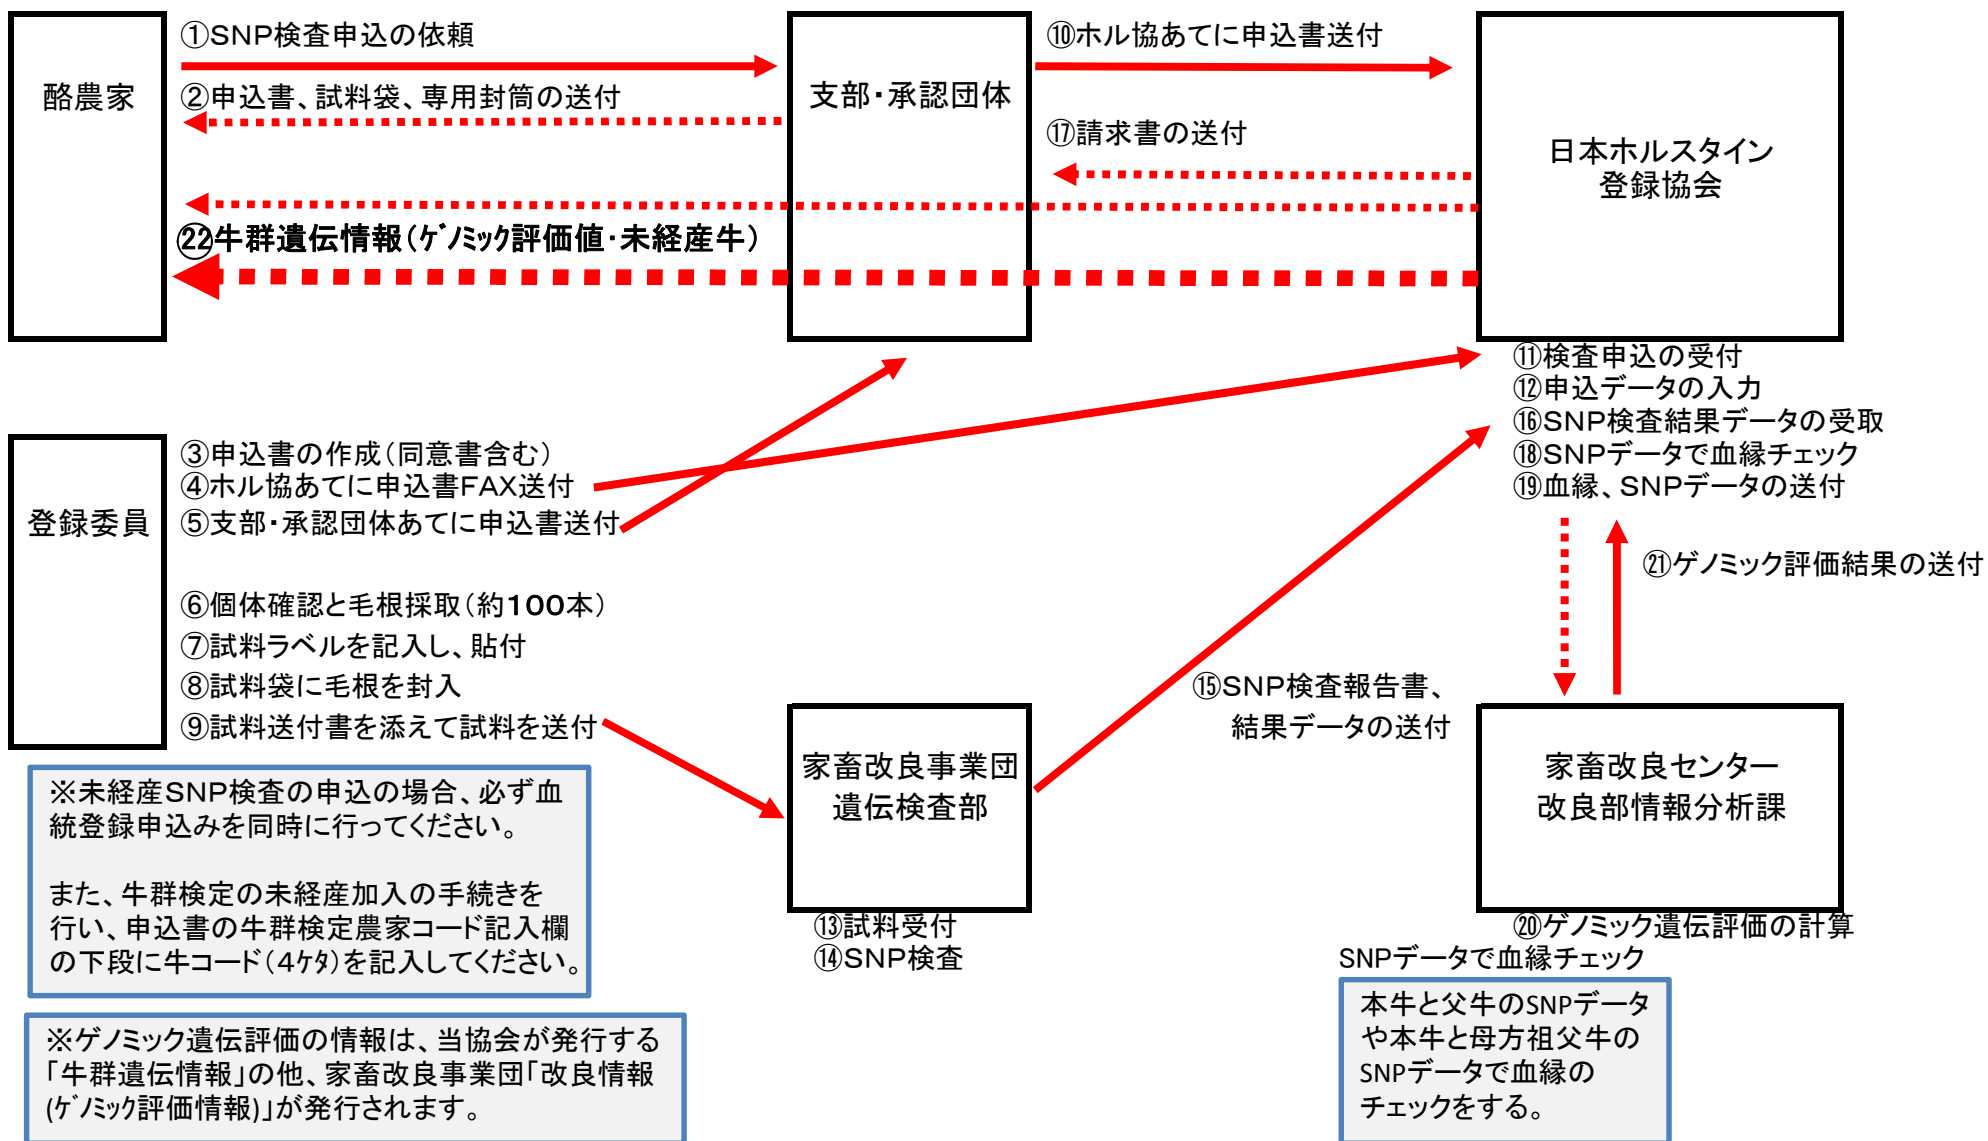 ①SNP検査申込の依頼
⑩ホル協あてに申込書送付
酪農家
②申込書、試料袋、専用封筒の送付
支部・承認団体
⑰請求書の送付
日本ホルスタイン
登録協会
㉒牛群遺伝情報(ｹﾞﾉﾐｯｸ評価値・未経産牛)
⑪検査申込の受付
⑫申込データの入力
⑯SNP検査結果データの受取
⑱SNPデータで血縁チェック
⑲血縁、SNPデータの送付
登録委員
③申込書の作成(同意書含む)
④ホル協あてに申込書FAX送付
⑤支部・承認団体あてに申込書送付
㉑ゲノミック評価結果の送付
⑥個体確認と毛根採取(約100本)
⑦試料ラベルを記入し、貼付
⑧試料袋に毛根を封入
⑨試料送付書を添えて試料を送付
⑮SNP検査報告書、
結果データの送付
家畜改良事業団
遺伝検査部
家畜改良センター
改良部情報分析課
※未経産SNP検査の申込の場合、必ず血
統登録申込みを同時に行ってください。
また、牛群検定の未経産加入の手続きを
行い、申込書の牛群検定農家コード記入欄
の下段に牛コード(4ｹﾀ)を記入してください。
⑬試料受付
⑭SNP検査
⑳ゲノミック遺伝評価の計算
SNPデータで血縁チェック
本牛と父牛のSNPデータ
や本牛と母方祖父牛の
SNPデータで血縁の
チェックをする。
※ゲノミック遺伝評価の情報は、当協会が発行する
「牛群遺伝情報」の他、家畜改良事業団「改良情報
(ｹﾞﾉﾐｯｸ評価情報)」が発行されます。